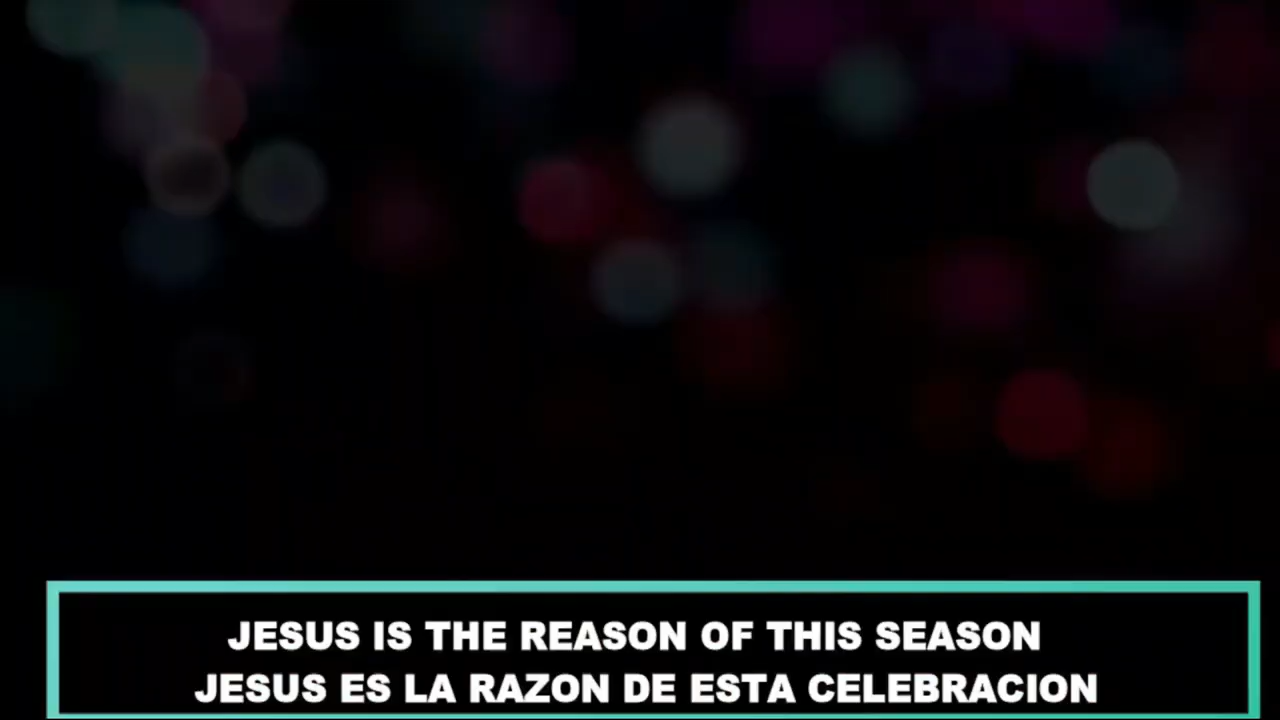 JESUS IS THE REASON OF THIS SEASON
JESUS ES LA RAZON DE ESTA CELEBRACION